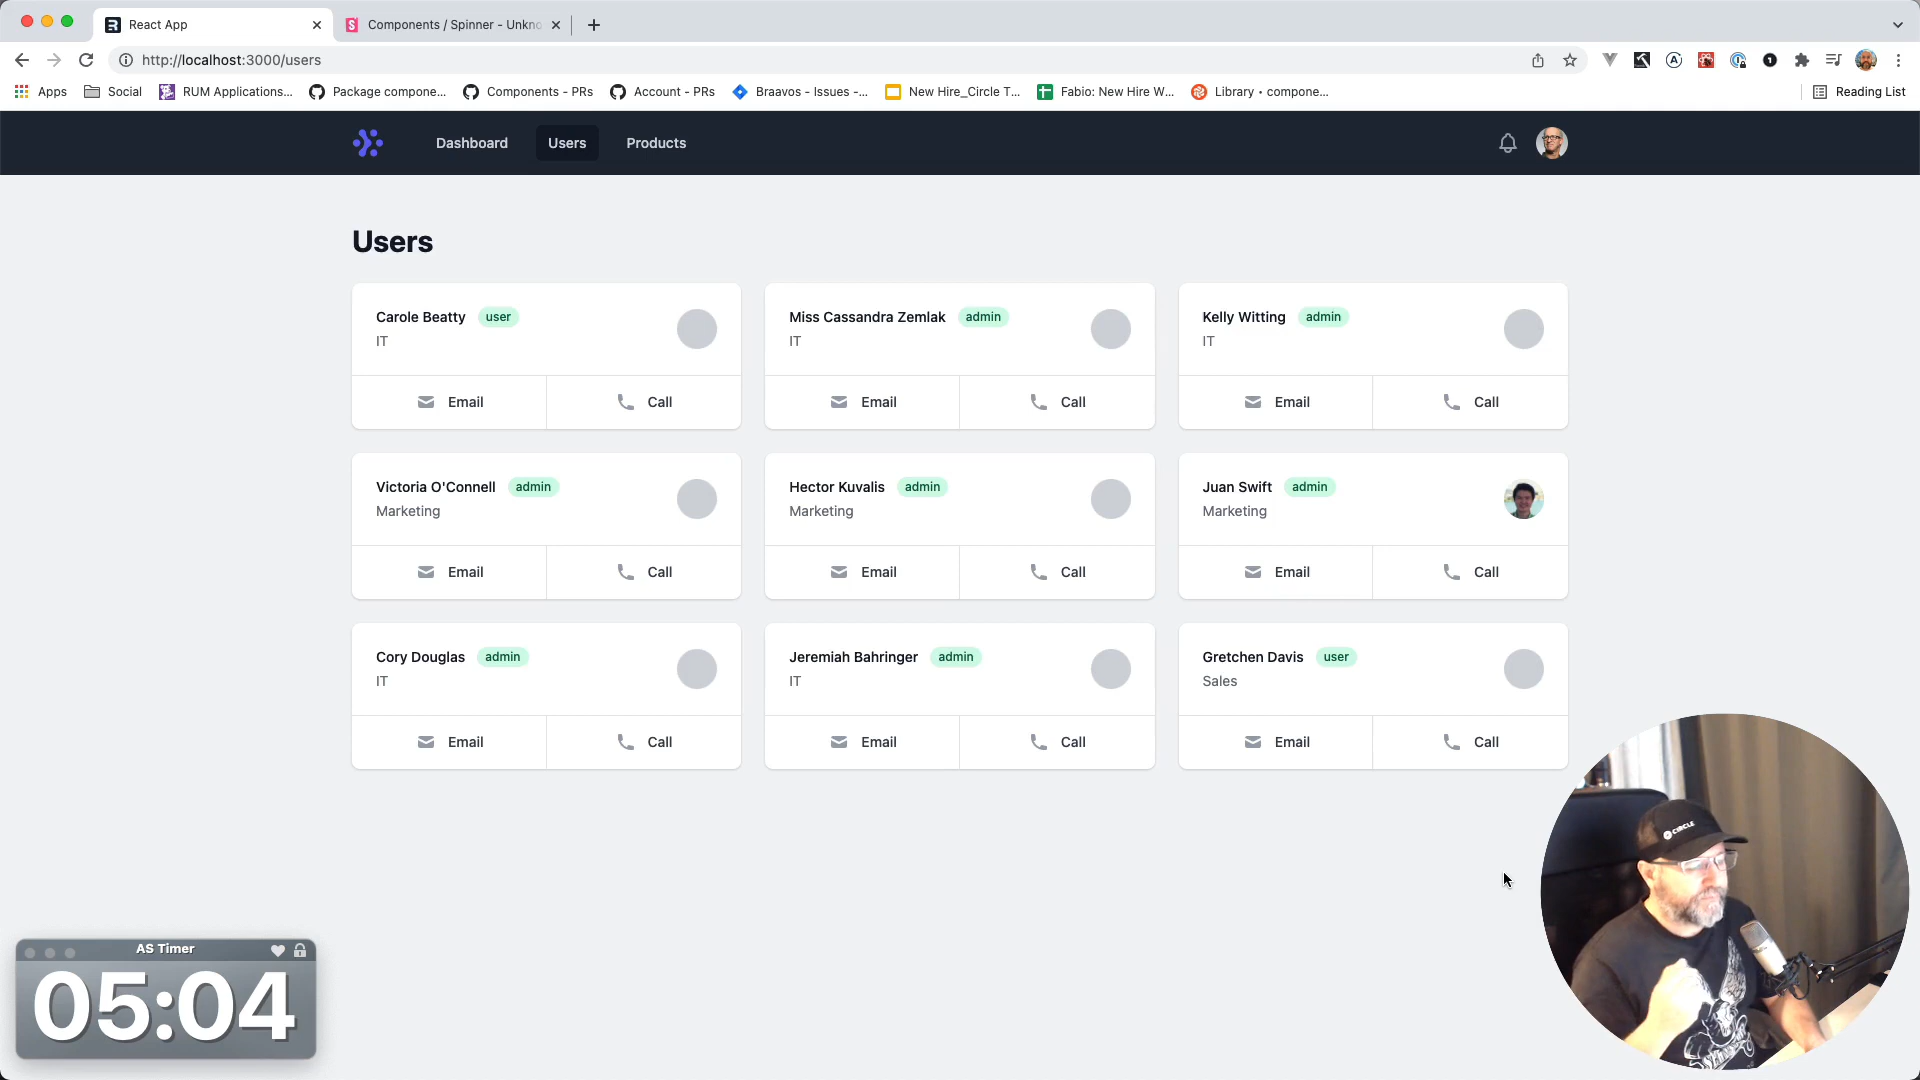 React App
Components / Spinner - Unkno
http://localhost:3000/users
Apps
Social
RUM Applications...
Package compone...
Components - PRs
Account - PRs
Braavos - Issues -...
New Hire_Circle T...
Fabio: New Hire W...
Library • compone...
Reading List
Dashboard
Users
Products
Users
Carole Beatty user
IT
Email
Call
Miss Cassandra Zemlak admin
IT
Email
Call
Kelly Witting admin
IT
Email
Call
Victoria O'Connell admin
Marketing
Email
Call
Hector Kuvalis admin
Marketing
Email
Call
Juan Swift admin
Marketing
Email
Call
Cory Douglas admin
IT
Email
Call
Jeremiah Bahringer admin
IT
Email
Call
Gretchen Davis user
Sales
Email
Call
CIRCLE
AS Timer
05:04